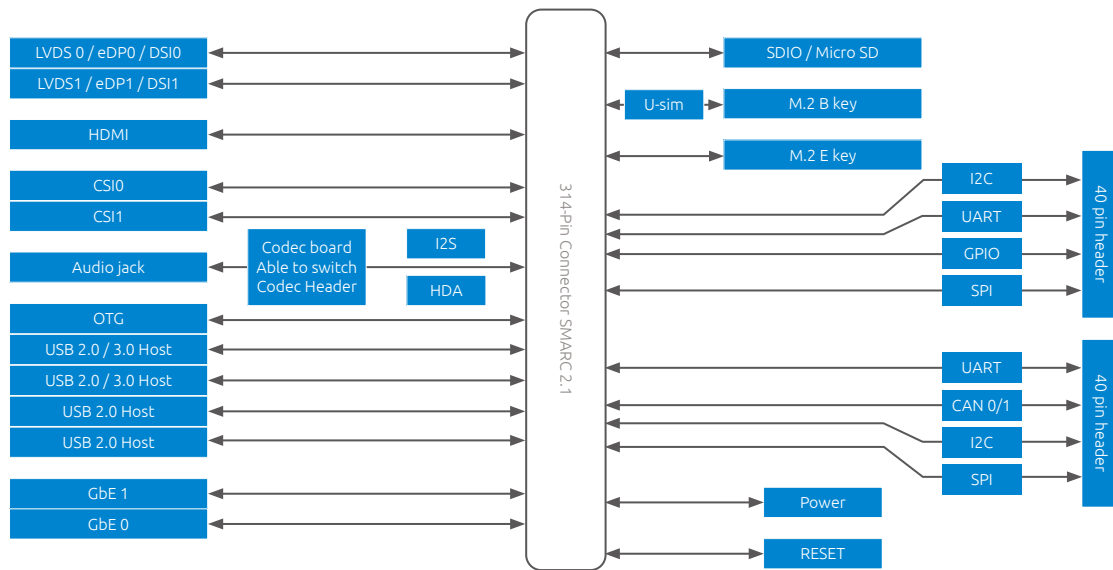 LVDS 0 / eDP0 / DSI0
LVDS1 / eDP1 / DSI1
HDMI
CSI0
CSI1
Audio jack
Codec board
Able to switch
Codec Header
I2S
HDA
OTG
USB 2.0 / 3.0 Host
USB 2.0 / 3.0 Host
USB 2.0 Host
USB 2.0 Host
GbE 1
GbE 0
314-Pin Connector SMARC 2.1
SDIO / Micro SD
U-sim
M.2 B key
M.2 E key
I2C
UART
GPIO
SPI
40 pin header
UART
CAN 0/1
I2C
SPI
40 pin header
Power
RESET